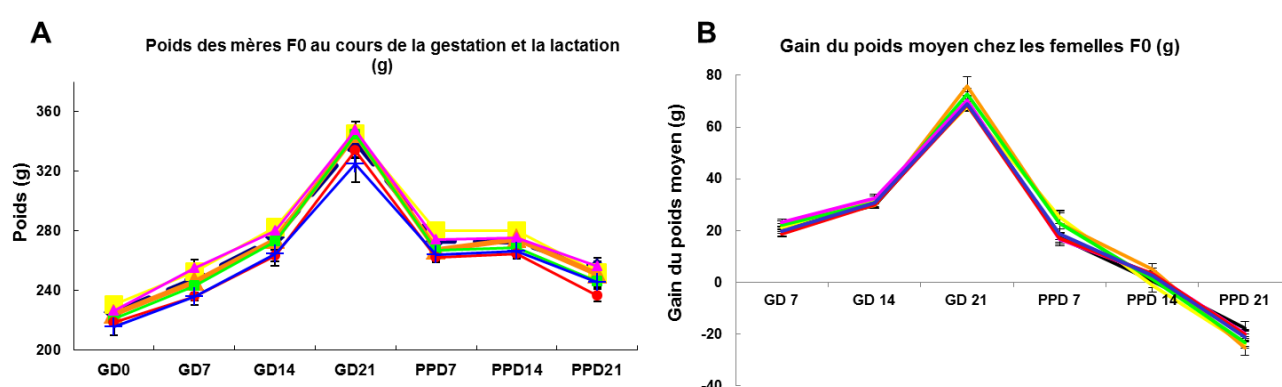 A
Poids des mères F0 au cours de la gestation et la lactation
(g)
Poids (g)
360
320
280
240
200
GD0 GD7 GD14 GD21 PPD7 PPD14 PPD21
B
Gain du poids moyen chez les femelles F0 (g)
Gain du poids moyen (g)
80
60
40
20
0
-20
-40
GD 7 GD 14 GD 21 PPD 7 PPD 14 PPD 21